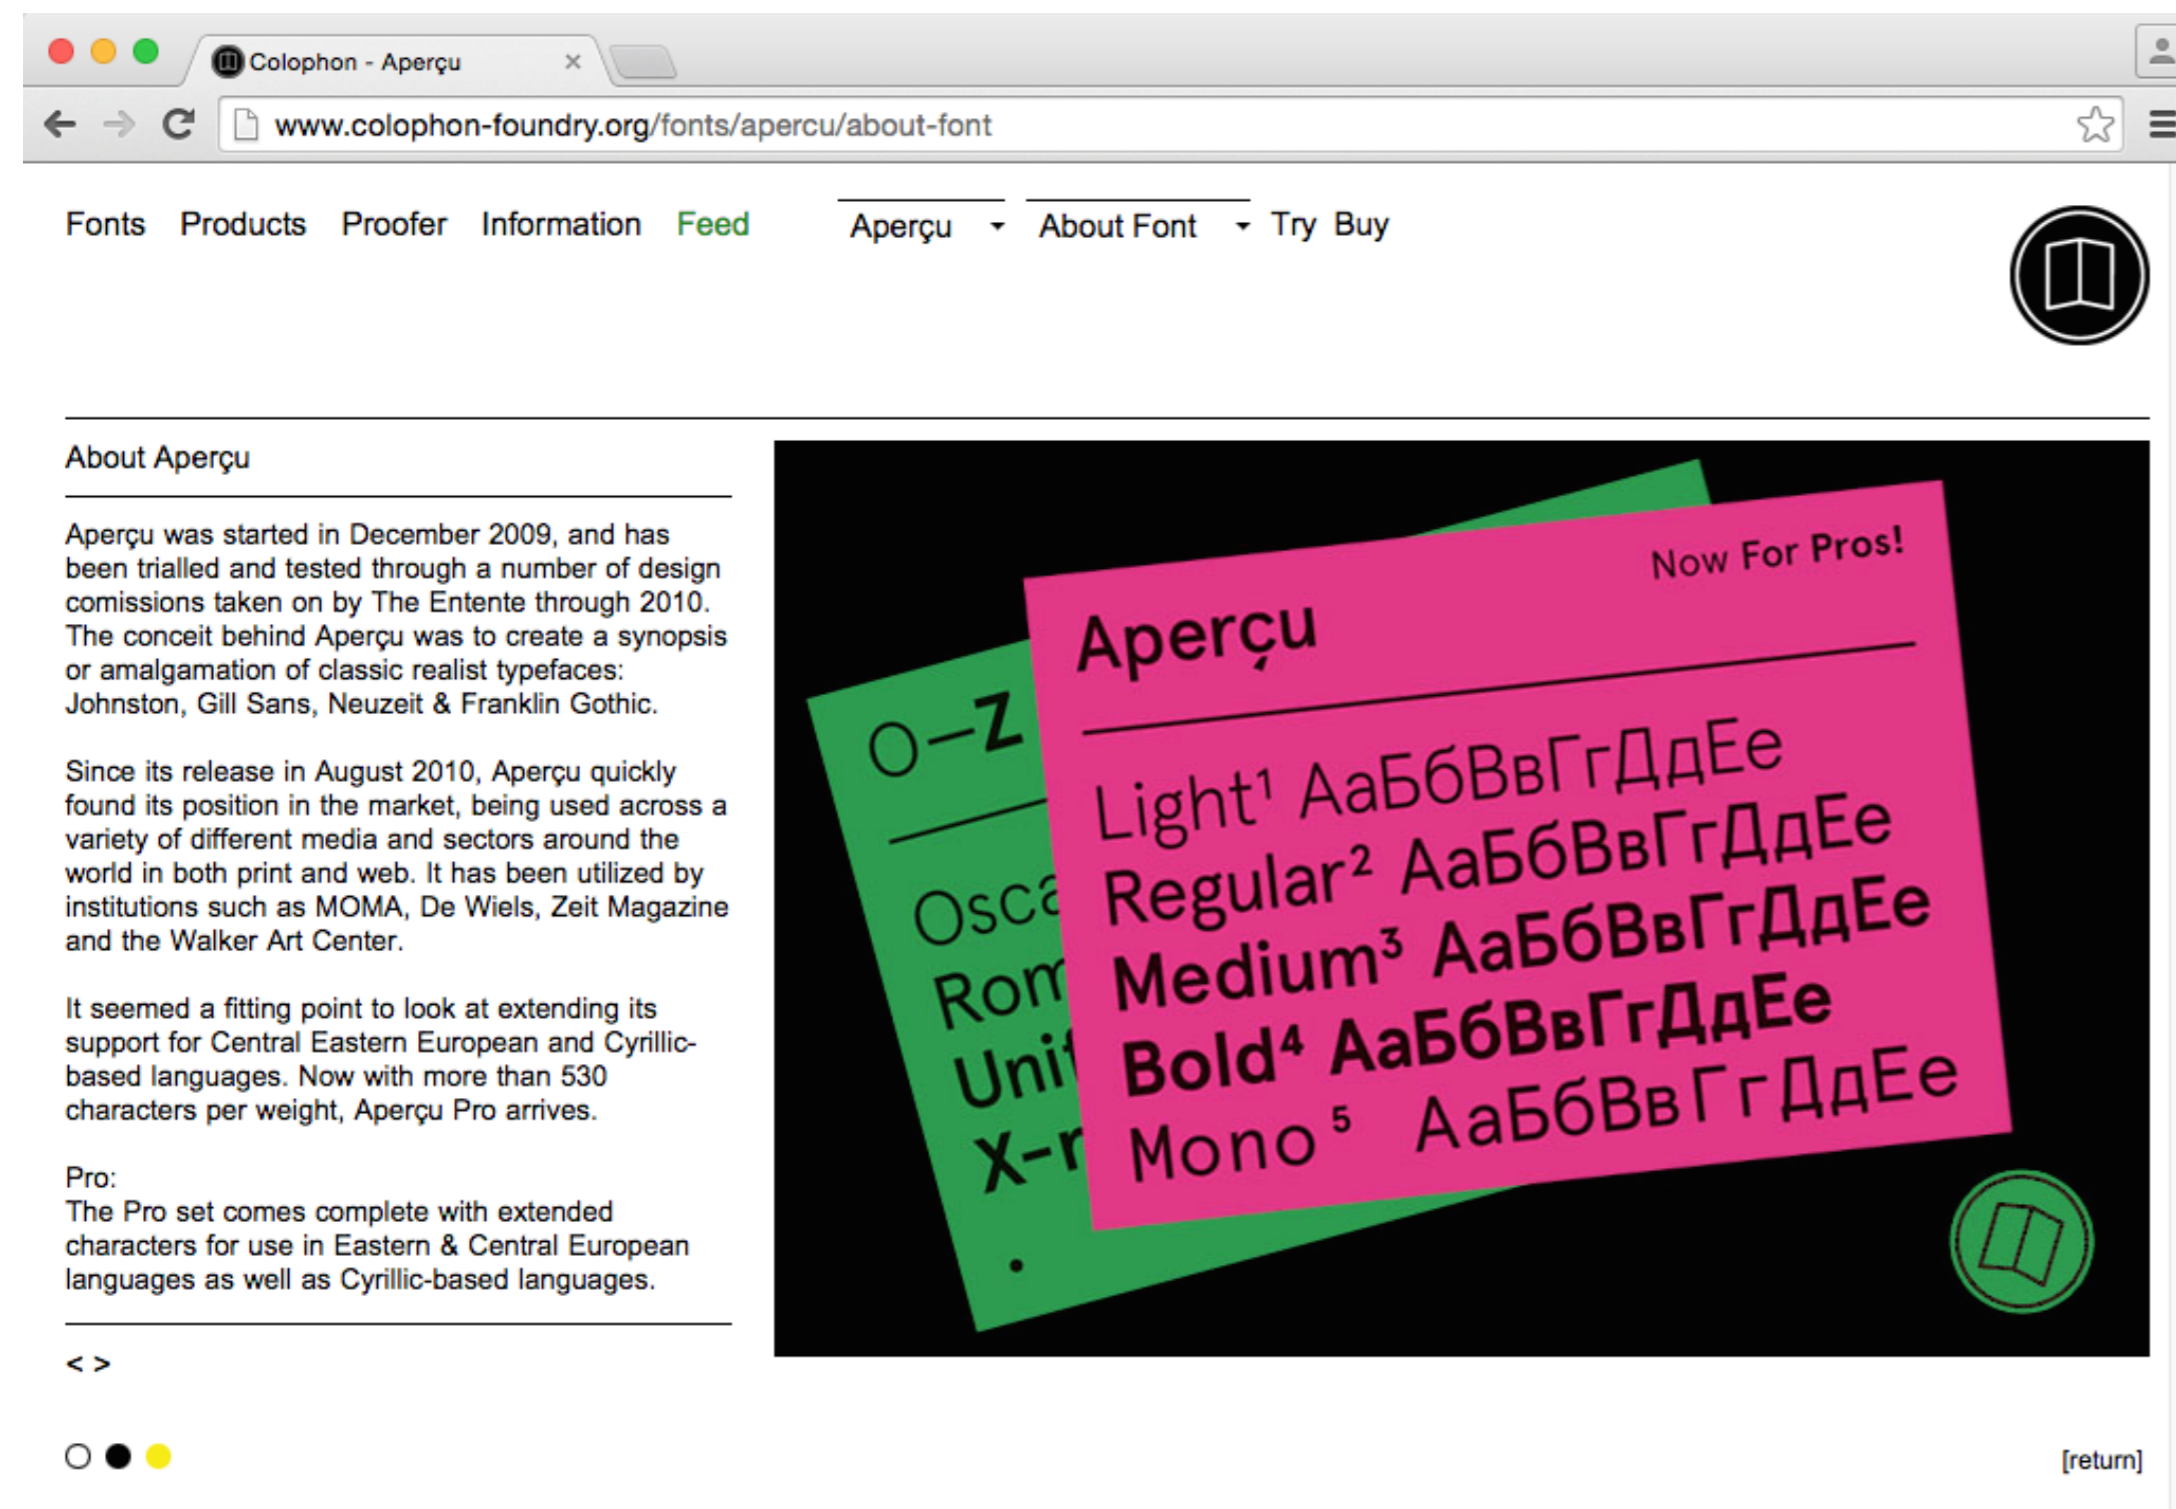 Colophon - Aperçu
www.colophon-foundry.org/fonts/apercu/about-font
Fonts Products Proofer Information Feed Aperçu About Font Try Buy
About Aperçu
Aperçu was started in December 2009, and has
been trialled and tested through a number of design
comissions taken on by The Entente through 2010.
The conceit behind Aperçu was to create a synopsis
or amalgamation of classic realist typefaces:
Johnston, Gill Sans, Neuzeit & Franklin Gothic.
Since its release in August 2010, Aperçu quickly
found its position in the market, being used across a
variety of different media and sectors around the
world in both print and web. It has been utilized by
institutions such as MOMA, De Wiels, Zeit Magazine
and the Walker Art Center.
It seemed a fitting point to look at extending its
support for Central Eastern European and Cyrillic-
based languages. Now with more than 530
characters per weight, Aperçu Pro arrives.
Pro:
The Pro set comes complete with extended
characters for use in Eastern & Central European
languages as well as Cyrillic-based languages.
< >
O–Z
Osca
Rom
Unif
X-r
Now For Pros!
Aperçu
Light¹ АаБбВвГгДдЕе
Regular² АаБбВвГгДдЕе
Medium³ АаБбВвГгДдЕе
Bold⁴ АаБбВвГгДдЕе
Mono⁵ АаБбВвГгДдЕе
[return]